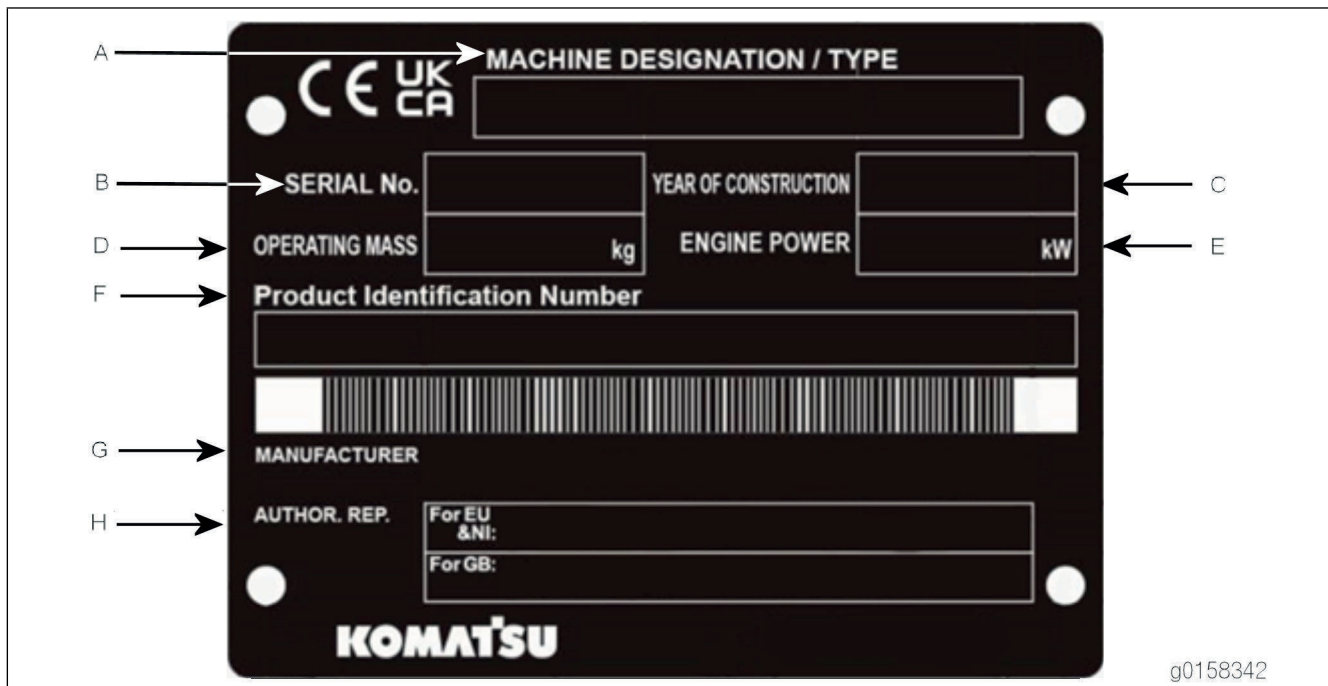 A
MACHINE DESIGNATION / TYPE
CE UK
CA
B
SERIAL No.
YEAR OF CONSTRUCTION
C
D
OPERATING MASS
kg
ENGINE POWER
kW
E
F
Product Identification Number
G
MANUFACTURER
H
AUTHOR. REP.
For EU
&NI:
For GB:
KOMATSU
g0158342